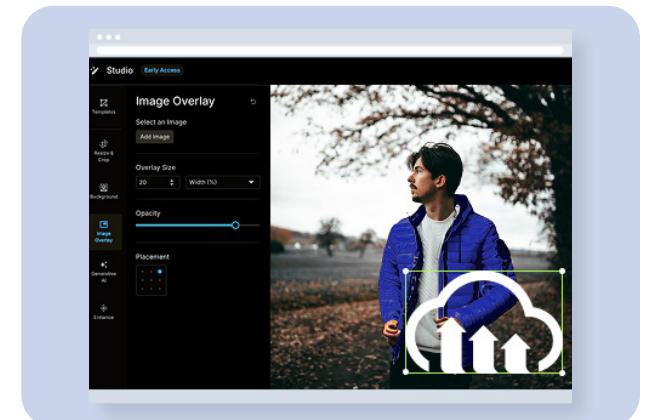 Studio Early Access
Templates
Resize &
Crop
Background
Image
Overlay
Generative
AI
Enhance
Image Overlay
Select an Image
Add Image
Overlay Size
20 Width (%)
Opacity
Placement